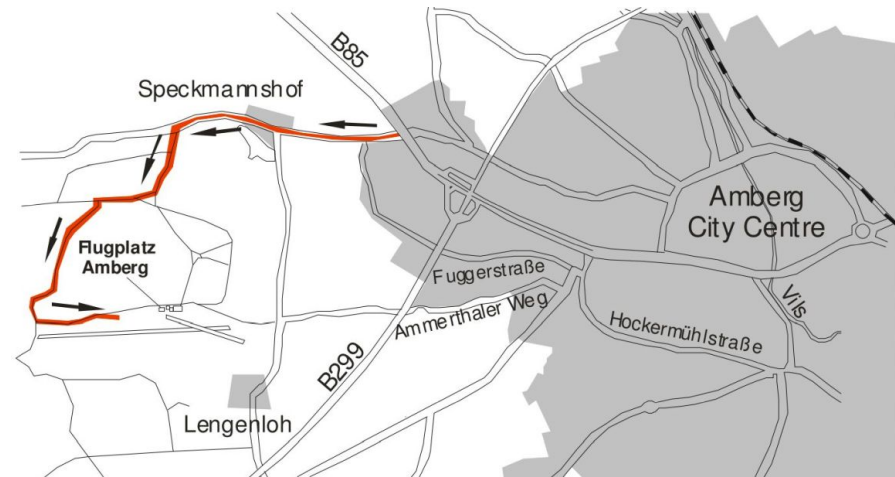 B85
Speckmannshof
Amberg
City Centre
Flugplatz
Amberg
Fuggerstraße
Ammerthaler Weg
Vils
Hockermühlstraße
B299
Lengenloh